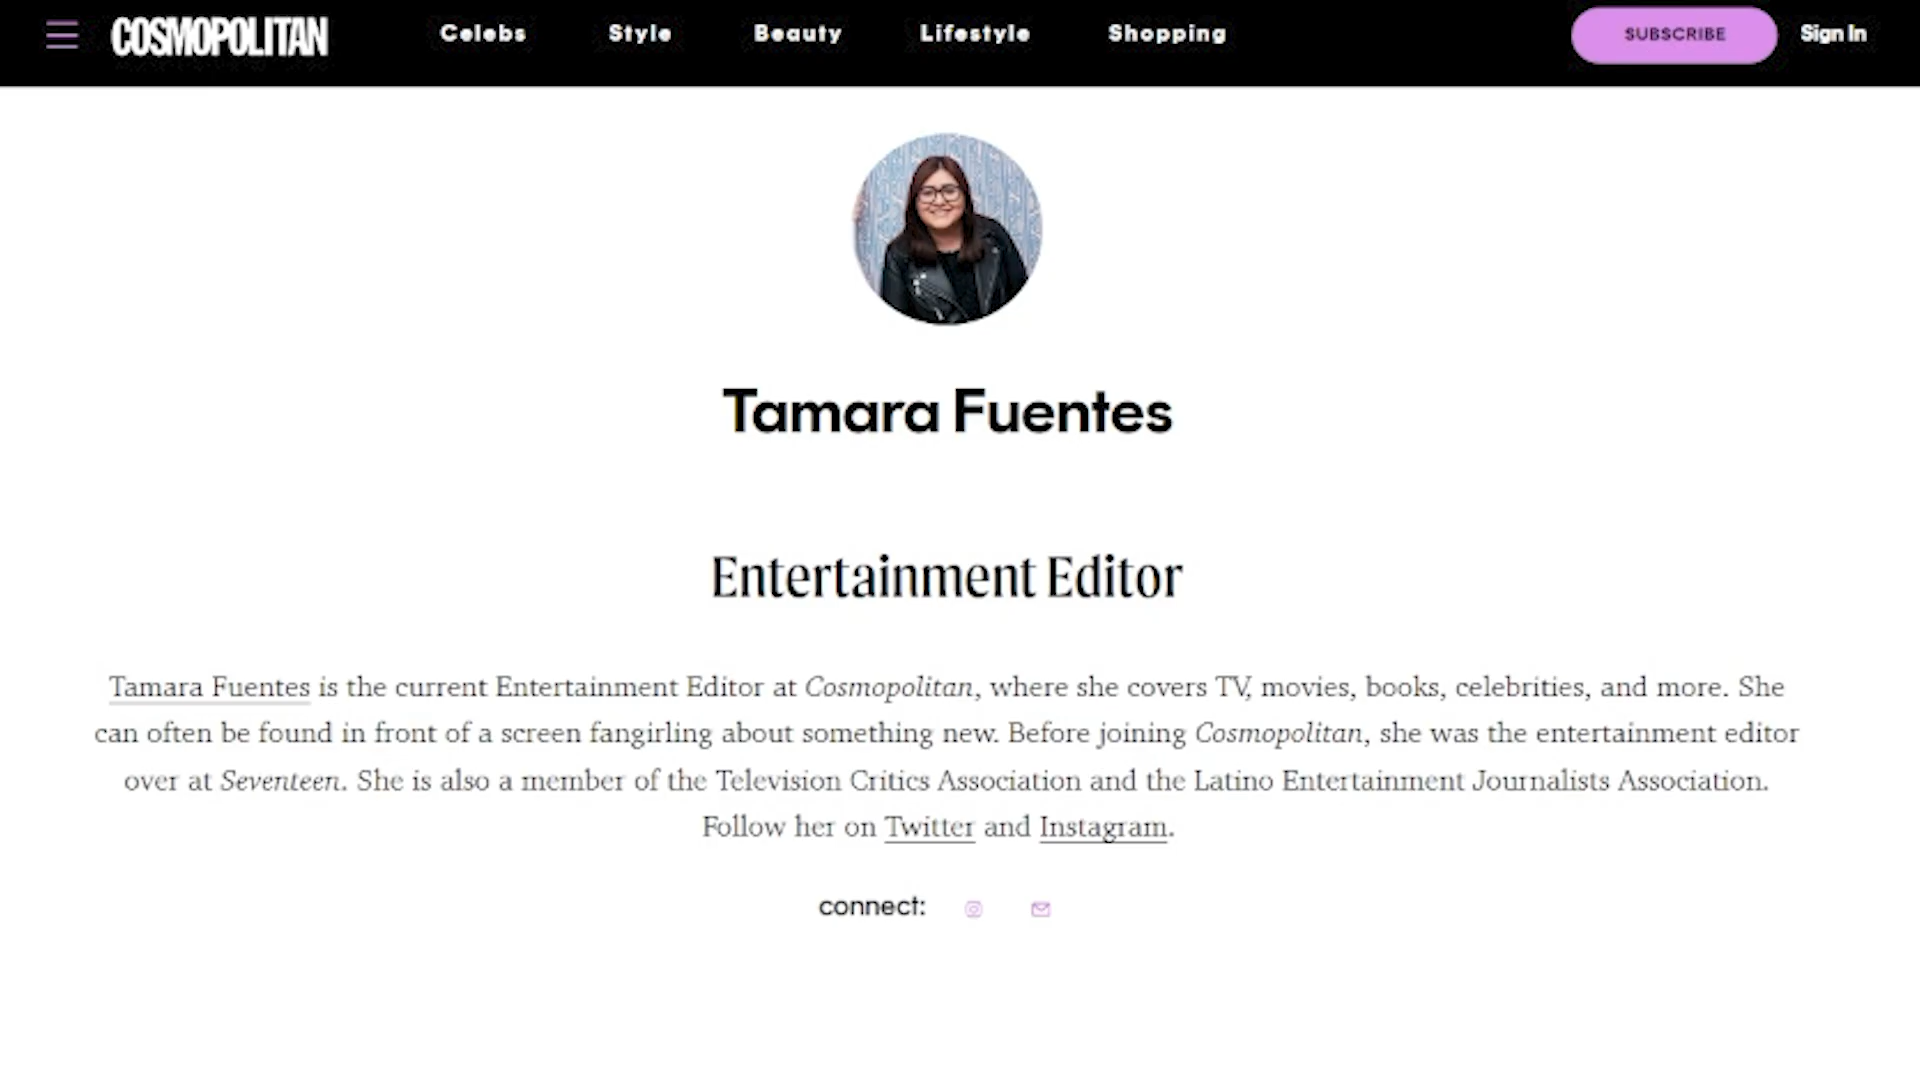 COSMOPOLITAN Celebs Style Beauty Lifestyle Shopping SUBSCRIBE Sign In
Tamara Fuentes
Entertainment Editor
Tamara Fuentes is the current Entertainment Editor at Cosmopolitan, where she covers TV, movies, books, celebrities, and more. She
can often be found in front of a screen fangirling about something new. Before joining Cosmopolitan, she was the entertainment editor
over at Seventeen. She is also a member of the Television Critics Association and the Latino Entertainment Journalists Association.
Follow her on Twitter and Instagram.
connect: